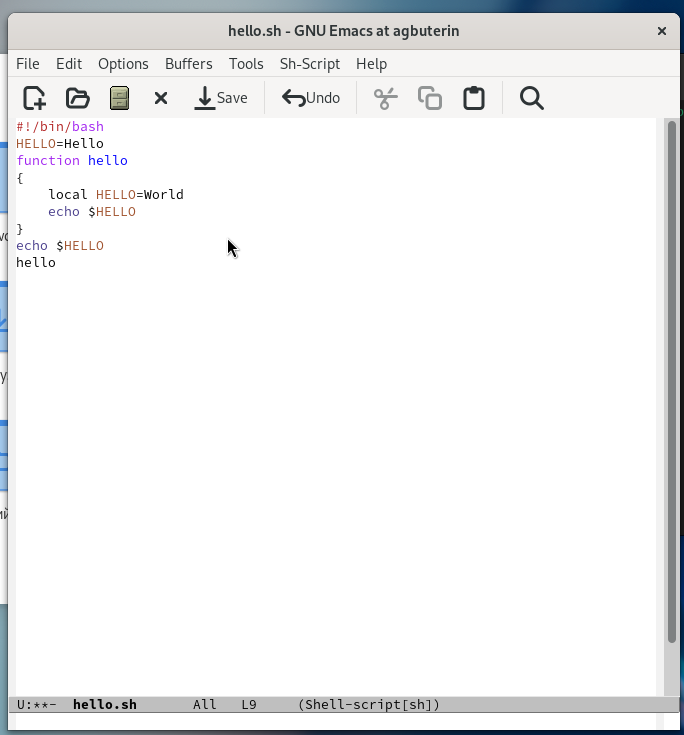 hello.sh - GNU Emacs at agbuterin ×
File Edit Options Buffers Tools Sh-Script Help
Save Undo
#!/bin/bash
HELLO=Hello
function hello
{
    local HELLO=World
    echo $HELLO
}
echo $HELLO
hello
U:**-  hello.sh       All   L9     (Shell-script[sh])